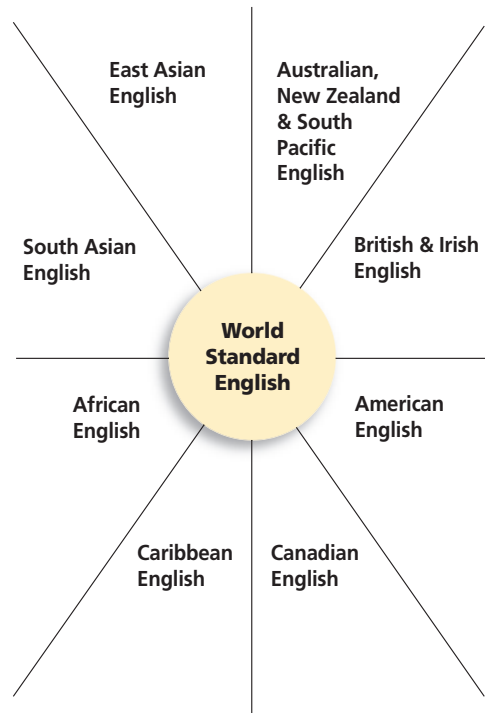 East Asian
English
Australian,
New Zealand
& South
Pacific
English
South Asian
English
British & Irish
English
World
Standard
English
African
English
American
English
Caribbean
English
Canadian
English